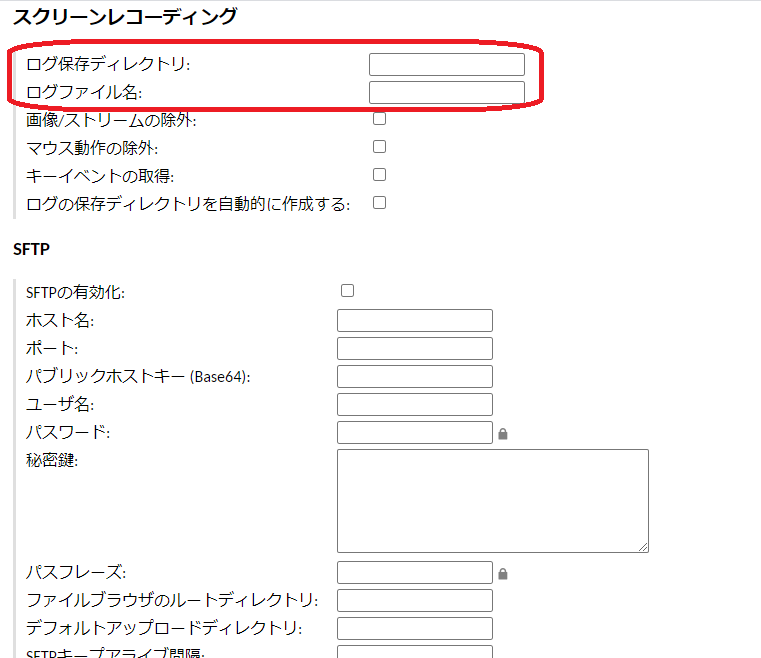 スクリーンレコーディング
ログ保存ディレクトリ:
ログファイル名:
画像/ストリームの除外:
マウス動作の除外:
キーイベントの取得:
ログの保存ディレクトリを自動的に作成する:
SFTP
SFTPの有効化:
ホスト名:
ポート:
パブリックホストキー (Base64):
ユーザ名:
パスワード:
秘密鍵:
パスフレーズ:
ファイルブラウザのルートディレクトリ:
デフォルトアップロードディレクトリ:
SFTPキープアライブ間隔: